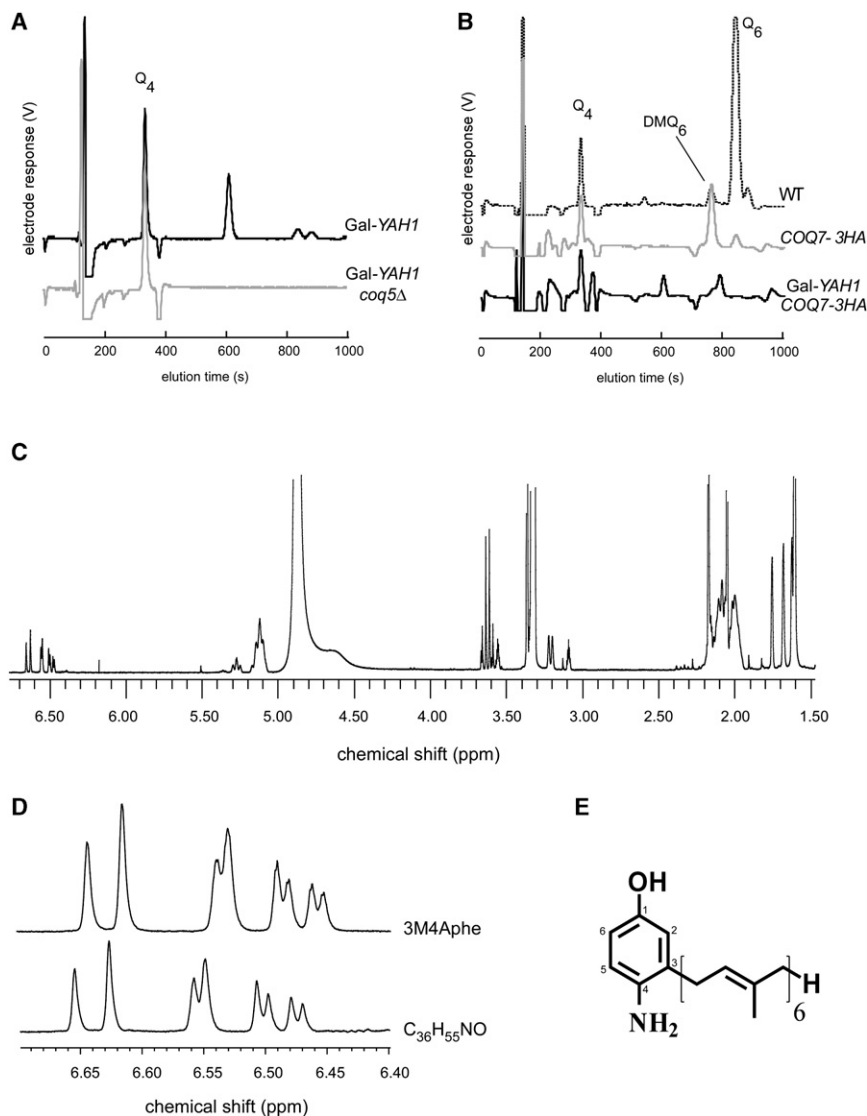 A
electrode response (V)
Q4
Gal-YAH1
Gal-YAH1
coq5Δ
0 200 400 600 800 1000
elution time (s)
B
electrode response (V)
Q6
Q4
DMQ6
WT
COQ7-3HA
Gal-YAH1
COQ7-3HA
0 200 400 600 800 1000
elution time (s)
C
6.50 6.00 5.50 5.00 4.50 4.00 3.50 3.00 2.50 2.00 1.50
chemical shift (ppm)
D
3M4Aphe
C36H55NO
6.65 6.60 6.55 6.50 6.45 6.40
chemical shift (ppm)
E
OH
1
6 2
5 3
4
NH2
H
6